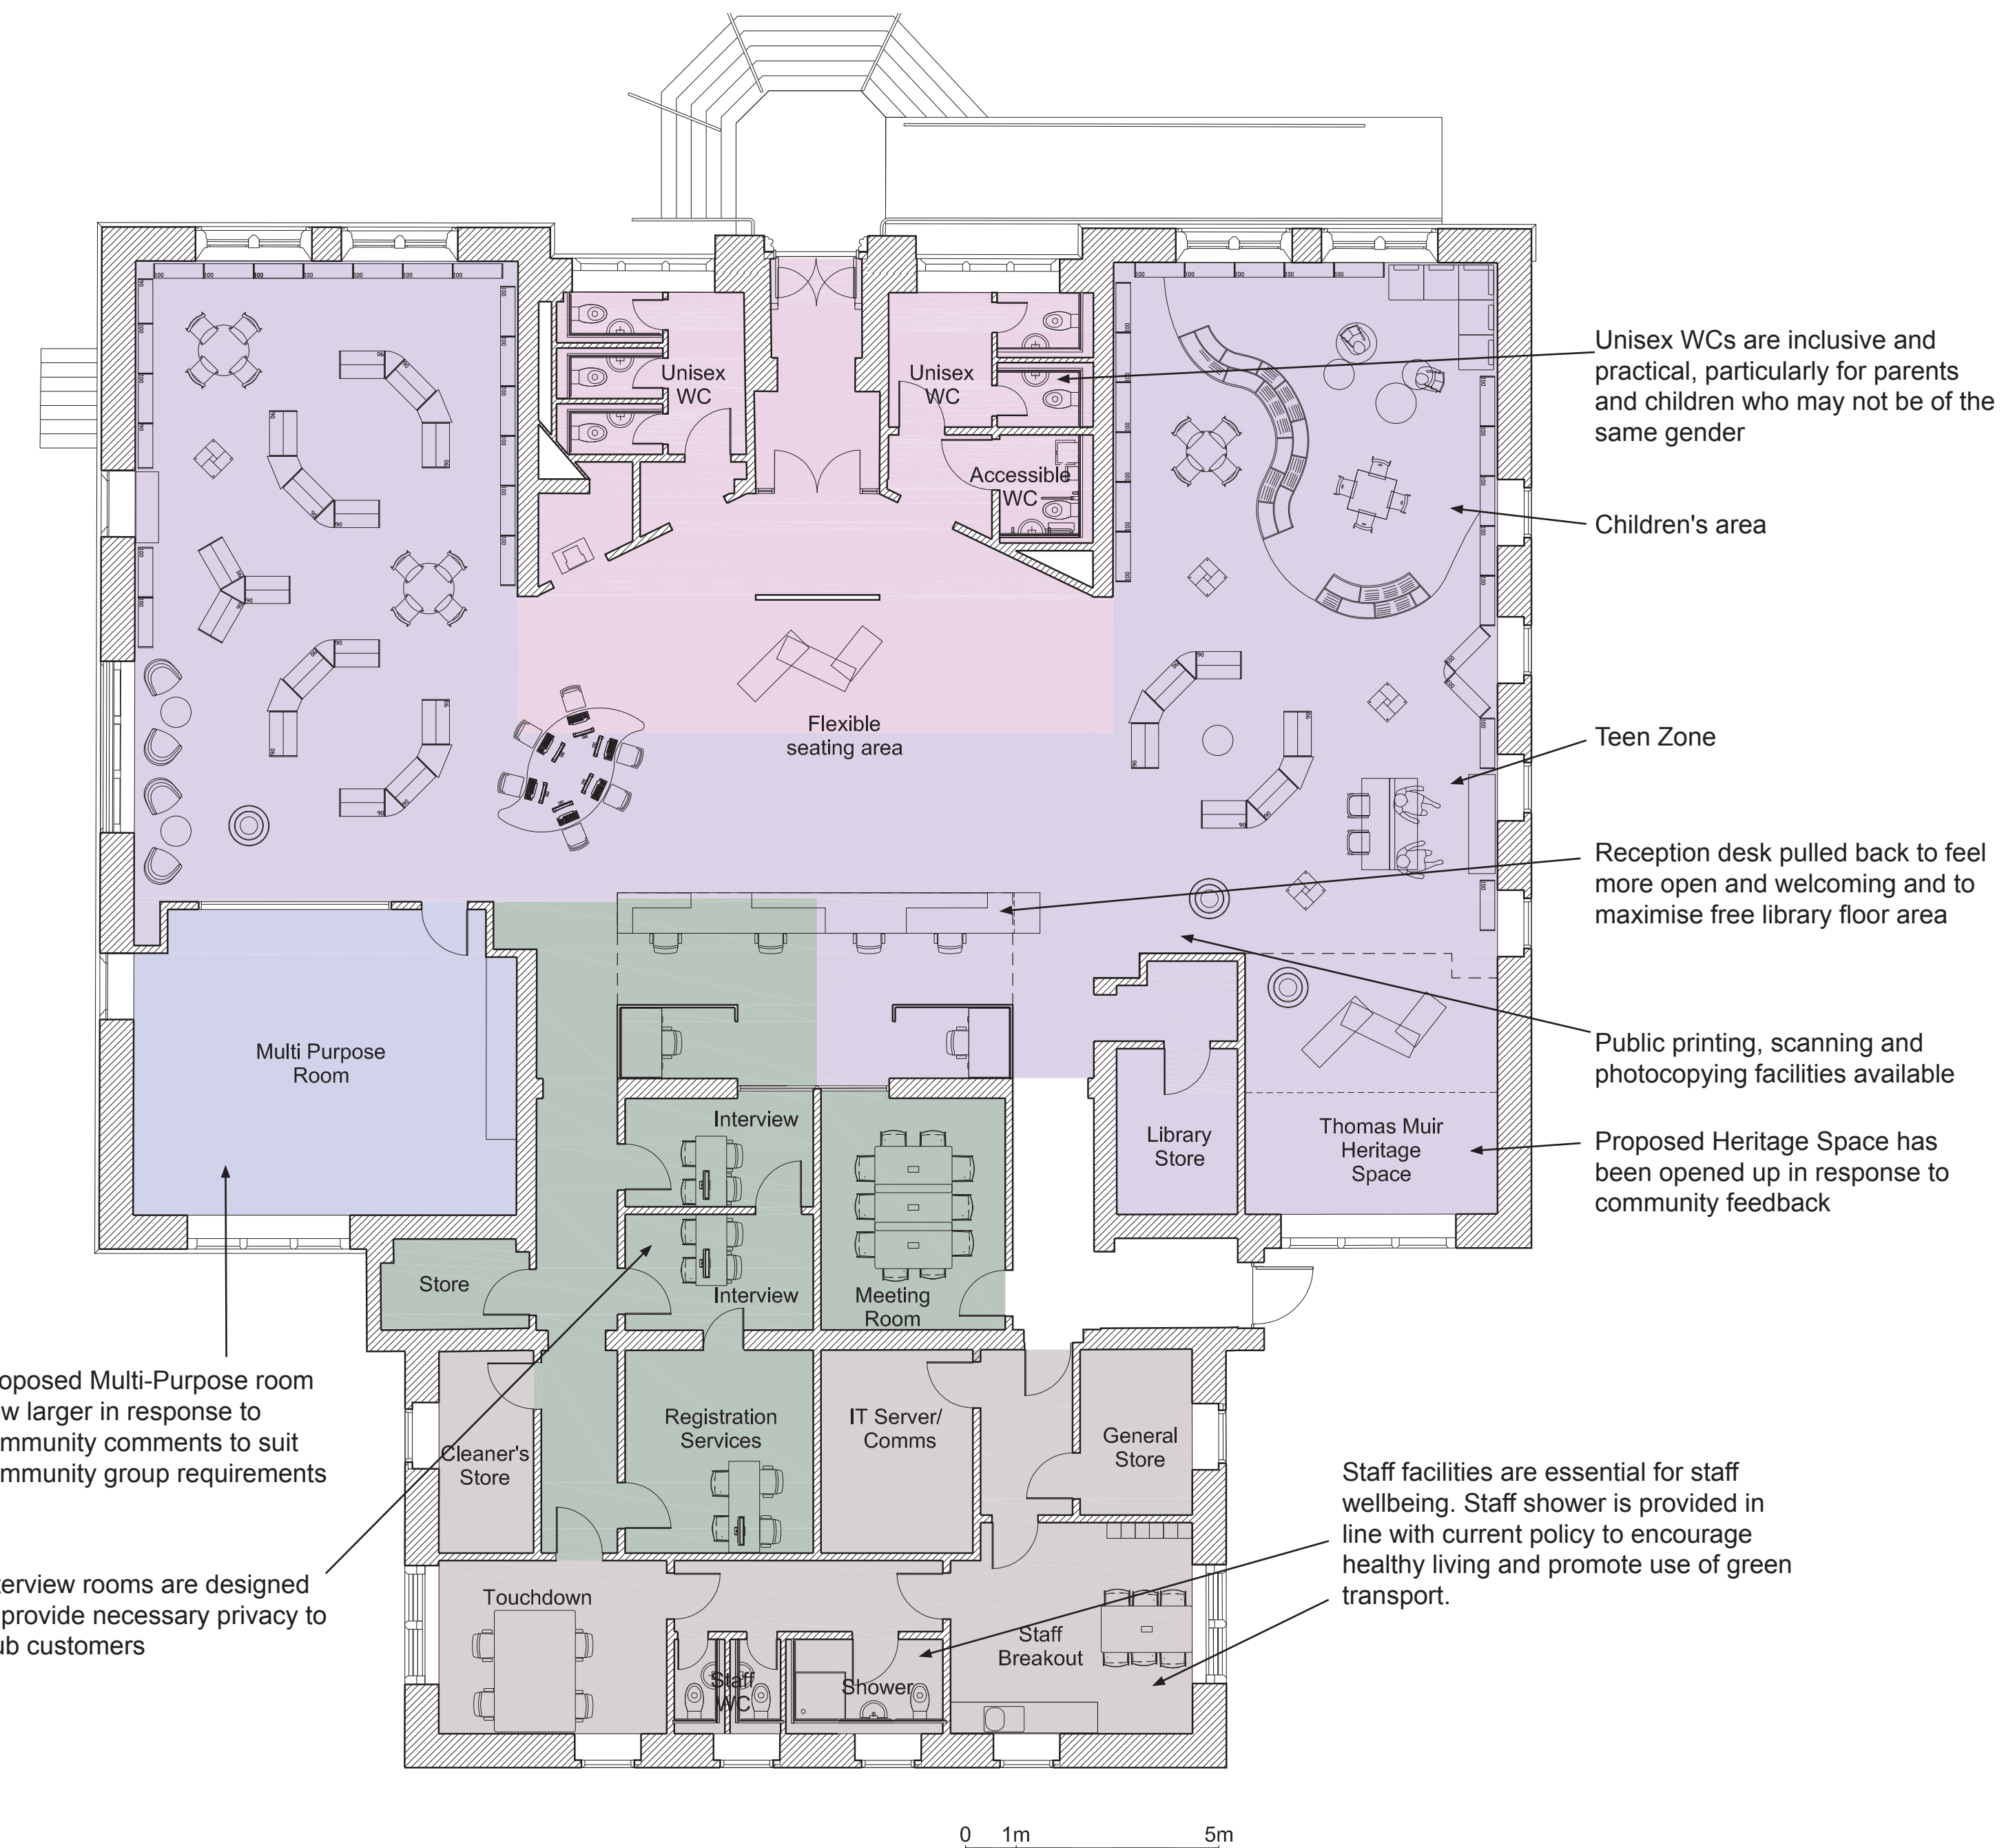 Unisex
WC
Unisex
WC
Accessible
WC
Unisex WCs are inclusive and
practical, particularly for parents
and children who may not be of the
same gender
Children's area
Flexible
seating area
Teen Zone
Reception desk pulled back to feel
more open and welcoming and to
maximise free library floor area
Public printing, scanning and
photocopying facilities available
Multi Purpose
Room
Interview
Interview
Meeting
Room
Library
Store
Thomas Muir
Heritage
Space
Proposed Heritage Space has
been opened up in response to
community feedback
Store
oposed Multi-Purpose room
w larger in response to
mmunity comments to suit
mmunity group requirements
Cleaner's
Store
Registration
Services
IT Server/
Comms
General
Store
Staff facilities are essential for staff
wellbeing. Staff shower is provided in
line with current policy to encourage
healthy living and promote use of green
transport.
terview rooms are designed
provide necessary privacy to
ub customers
Touchdown
Staff
WC
Shower
Staff
Breakout
0 1m 5m